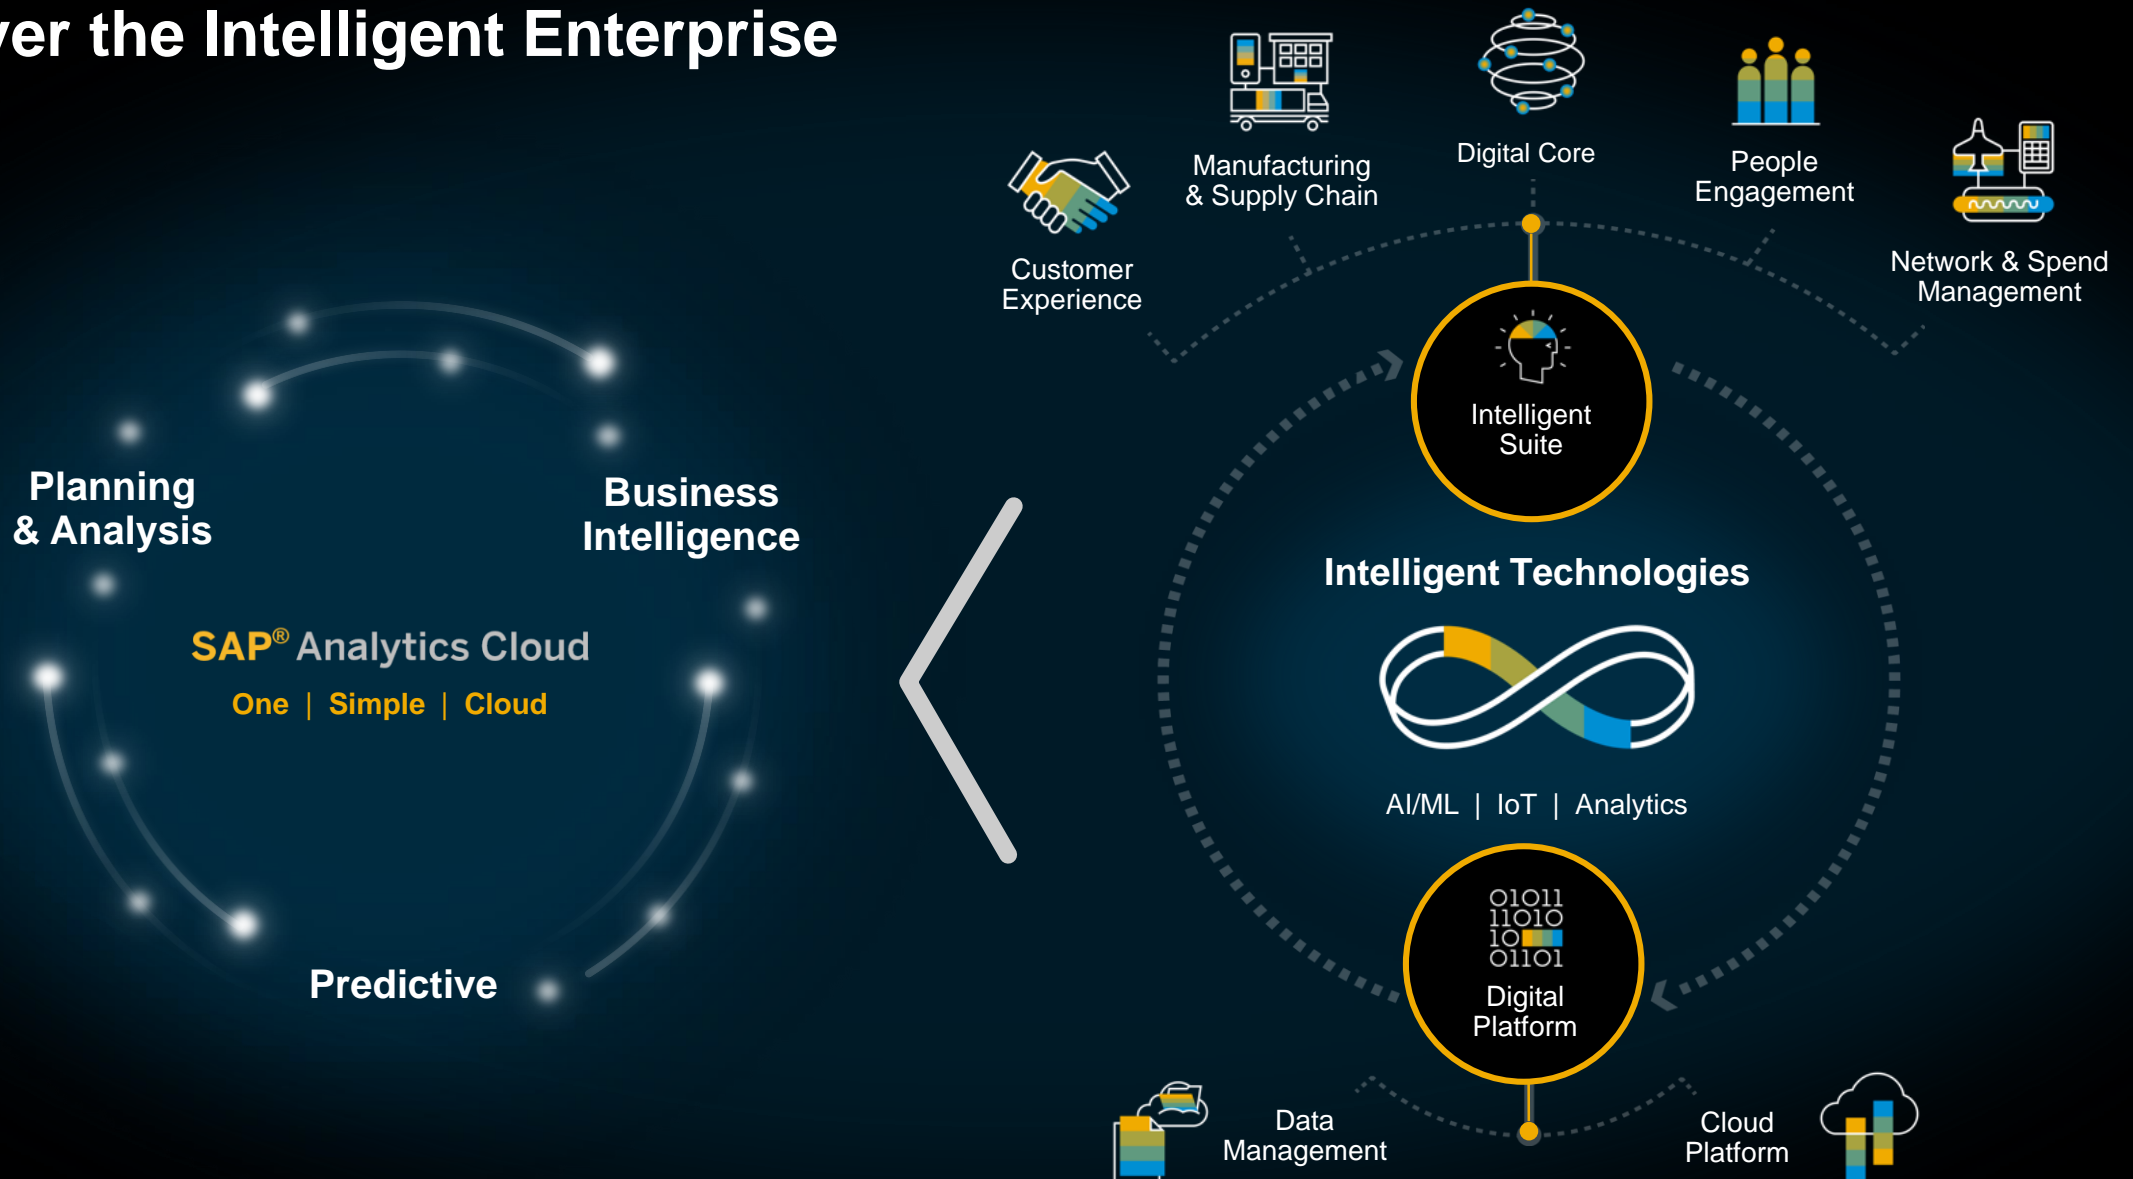 the Intelligent Enterprise
Planning
& Analysis
Business
Intelligence
SAP® Analytics Cloud
One | Simple | Cloud
Predictive
Customer
Experience
Manufacturing
& Supply Chain
Digital Core
People
Engagement
Network & Spend
Management
Intelligent
Suite
Intelligent Technologies
AI/ML | IoT | Analytics
01011
11010
10
01101
Digital
Platform
Data
Management
Cloud
Platform